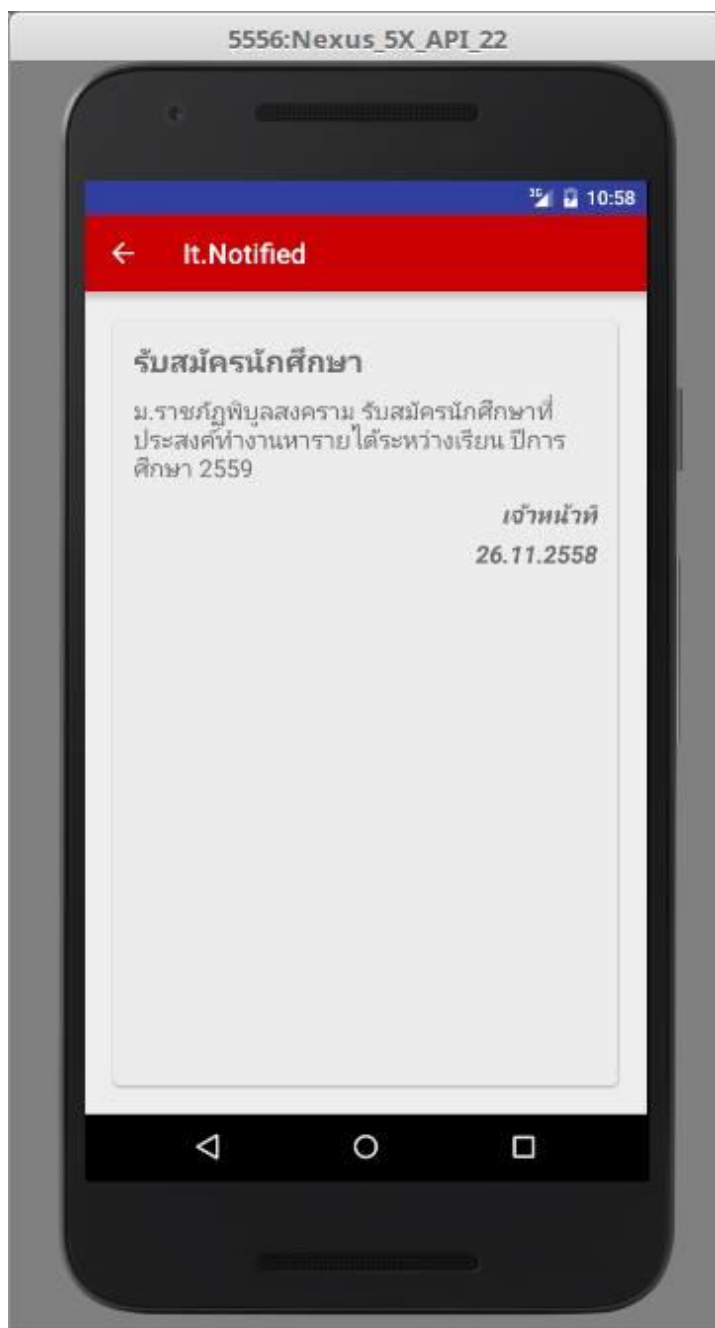 5556:Nexus_5X_API_22
3G 10:58
It.Notified
รับสมัครนักศึกษา
ม.ราชภัฏพิบูลสงคราม รับสมัครนักศึกษาที่
ประสงค์ทำงานหารายได้ระหว่างเรียน ปีการ
ศึกษา 2559
เจ้าหน้าที่
26.11.2558